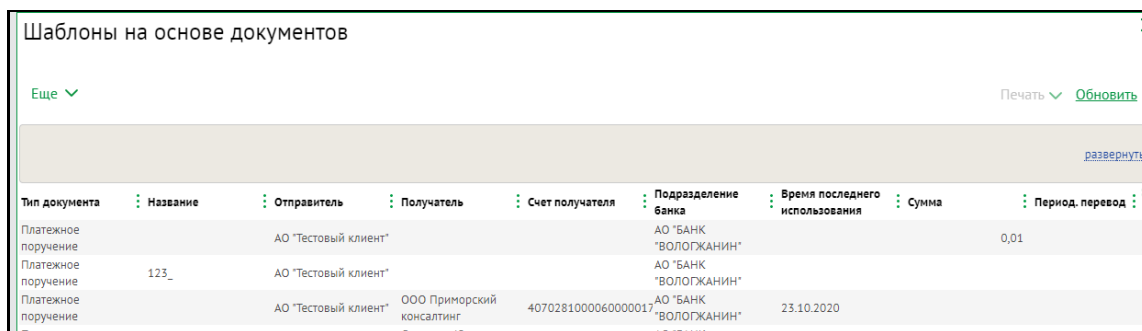 Шаблоны на основе документов
Еще
Печать Обновить
развернуть
Тип документа Название Отправитель Получатель Счет получателя Подразделение банка Время последнего использования Сумма Период. перевод
Платежное поручение АО "Тестовый клиент" АО "БАНК "ВОЛОГЖАНИН" 0,01
Платежное поручение 123_ АО "Тестовый клиент" АО "БАНК "ВОЛОГЖАНИН"
Платежное поручение АО "Тестовый клиент" ООО Приморский консалтинг 4070281000060000017 АО "БАНК "ВОЛОГЖАНИН" 23.10.2020